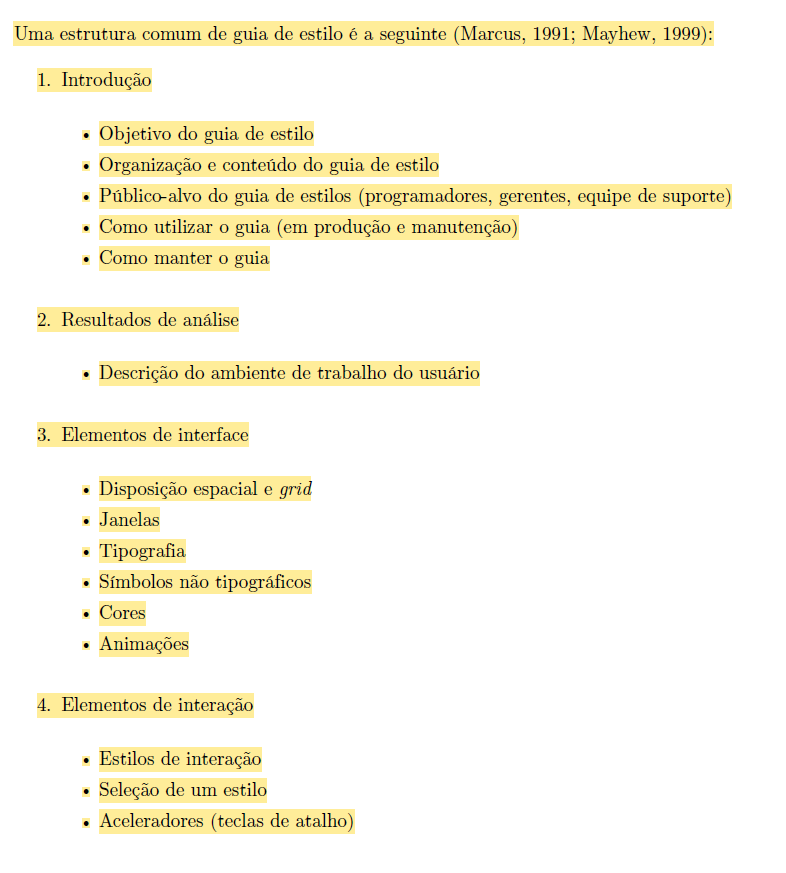 Uma estrutura comum de guia de estilo é a seguinte (Marcus, 1991; Mayhew, 1999):
1. Introdução
• Objetivo do guia de estilo
• Organização e conteúdo do guia de estilo
• Público-alvo do guia de estilos (programadores, gerentes, equipe de suporte)
• Como utilizar o guia (em produção e manutenção)
• Como manter o guia
2. Resultados de análise
• Descrição do ambiente de trabalho do usuário
3. Elementos de interface
• Disposição espacial e grid
• Janelas
• Tipografia
• Símbolos não tipográficos
• Cores
• Animações
4. Elementos de interação
• Estilos de interação
• Seleção de um estilo
• Aceleradores (teclas de atalho)